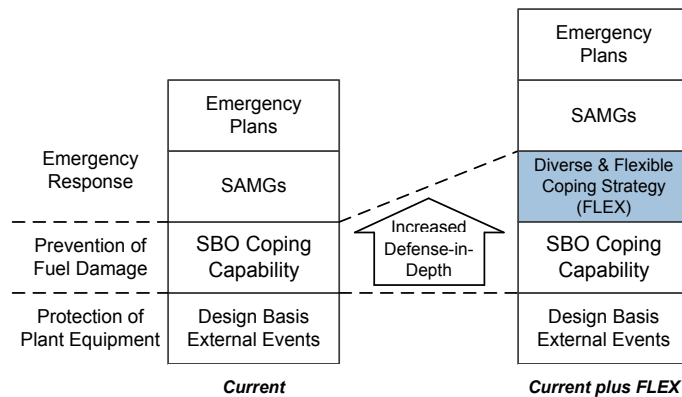 Emergency
Response
Prevention of
Fuel Damage
Protection of
Plant Equipment
Emergency
Plans
SAMGs
SBO Coping
Capability
Design Basis
External Events
Current
Increased
Defense-in-
Depth
Emergency
Plans
SAMGs
Diverse & Flexible
Coping Strategy
(FLEX)
SBO Coping
Capability
Design Basis
External Events
Current plus FLEX